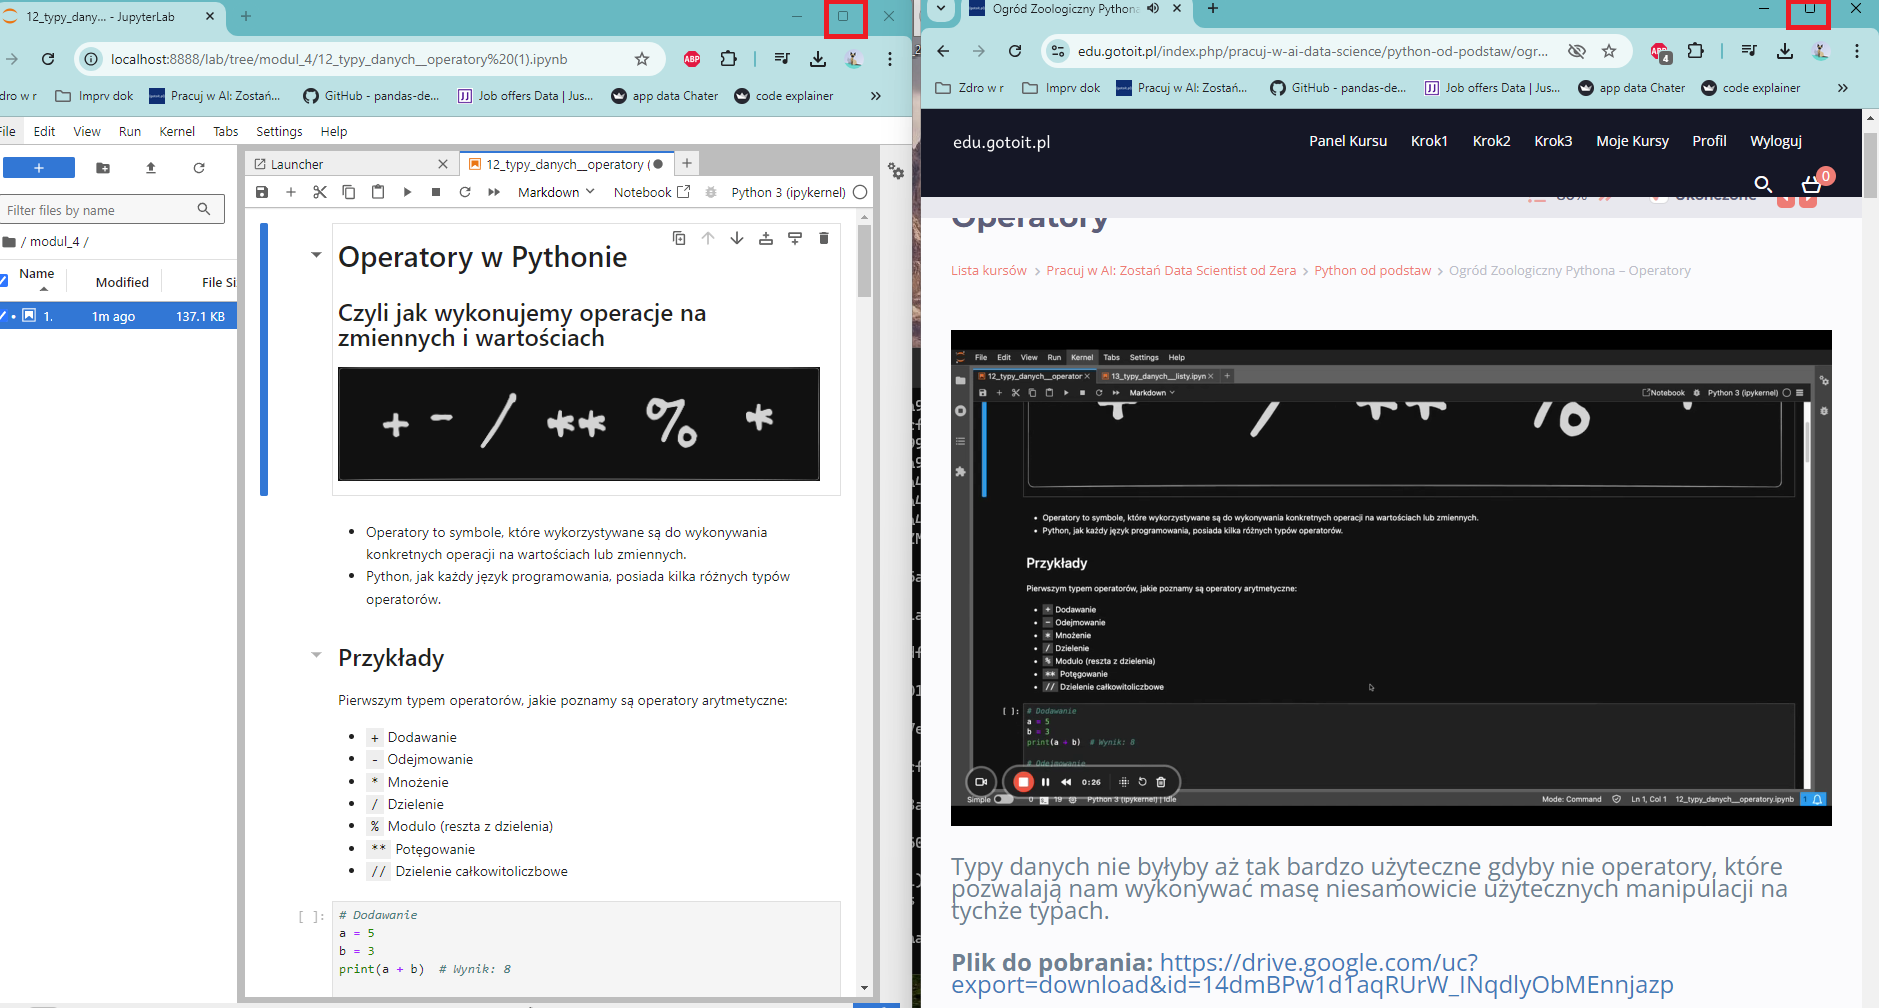 12_typy_dany... - JupyterLab
localhost:8888/lab/tree/modul_4/12_typy_danych__operatory%20(1).ipynb
ABP
dro w r
Imprv dok
Pracuj w AI: Zostań...
GitHub - pandas-de...
Job offers Data | Jus...
app data Chater
code explainer
File Edit View Run Kernel Tabs Settings Help
Filter files by name
/ modul_4 /
Name Modified File Si
1. 1m ago 137.1 KB
Launcher
12_typy_danych__operatory (
Markdown
Notebook
Python 3 (ipykernel)
Operatory w Pythonie
Czyli jak wykonujemy operacje na
zmiennych i wartościach
+ - / ** % *
Operatory to symbole, które wykorzystywane są do wykonywania
konkretnych operacji na wartościach lub zmiennych.
Python, jak każdy język programowania, posiada kilka różnych typów
operatorów.
Przykłady
Pierwszym typem operatorów, jakie poznamy są operatory arytmetyczne:
+ Dodawanie
- Odejmowanie
* Mnożenie
/ Dzielenie
% Modulo (reszta z dzielenia)
** Potęgowanie
// Dzielenie całkowitoliczbowe
[ ]:
# Dodawanie
a = 5
b = 3
print(a + b) # Wynik: 8
Ogród Zoologiczny Pythona
edu.gotoit.pl/index.php/pracuj-w-ai-data-science/python-od-podstaw/ogr...
ABP
4
Zdro w r
Imprv dok
Pracuj w AI: Zostań...
GitHub - pandas-de...
Job offers Data | Jus...
app data Chater
code explainer
edu.gotoit.pl
Panel Kursu Krok1 Krok2 Krok3 Moje Kursy Profil Wyloguj
0
Operatory
Lista kursów > Pracuj w AI: Zostań Data Scientist od Zera > Python od podstaw > Ogród Zoologiczny Pythona – Operatory
File Edit View Run Kernel Tabs Settings Help
12_typy_danych__operator
13_typy_danych__listy.ipyn
Markdown
Notebook
Python 3 (ipykernel)
Operatory to symbole, które wykorzystywane są do wykonywania konkretnych operacji na wartościach lub zmiennych.
Python, jak każdy język programowania, posiada kilka różnych typów operatorów.
Przykłady
Pierwszym typem operatorów, jakie poznamy są operatory arytmetyczne:
+ Dodawanie
- Odejmowanie
* Mnożenie
/ Dzielenie
% Modulo (reszta z dzielenia)
** Potęgowanie
// Dzielenie całkowitoliczbowe
[ ]:
# Dodawanie
a = 5
b = 3
print(a + b) # Wynik: 8
# Odejmowanie
0:26
Simple 0 19 Python 3 (ipykernel) | Idle
Mode: Command Ln 1, Col 1 12_typy_danych__operatory.ipynb 1
Typy danych nie byłyby aż tak bardzo użyteczne gdyby nie operatory, które
pozwalają nam wykonywać masę niesamowicie użytecznych manipulacji na
tychże typach.
Plik do pobrania: https://drive.google.com/uc?
export=download&id=14dmBPw1d1aqRUrW_INqdlyObMEnnjazp